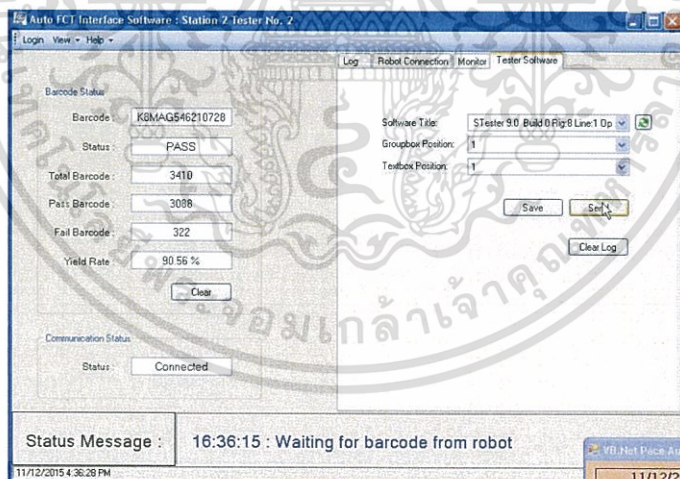 Auto FCT Interface Software : Station 2 Tester No. 2
Login View Help
Log Robot Connection Monitor Tester Software
Barcode Status
Barcode : K8MAG546210728
Status : PASS
Total Barcode : 3410
Pass Barcode : 3088
Fail Barcode : 322
Yield Rate : 90.56 %
Clear
Communication Status
Status : Connected
Software Title: STester 9.0 Build 0 Rig:8 Line:1 Op
Groupbox Position: 1
Textbox Position: 1
Save
Clear Log
Status Message : 16:36:15 : Waiting for barcode from robot
11/12/2015 4:36:28 PM
VB.Net Pace Au
11/12/2